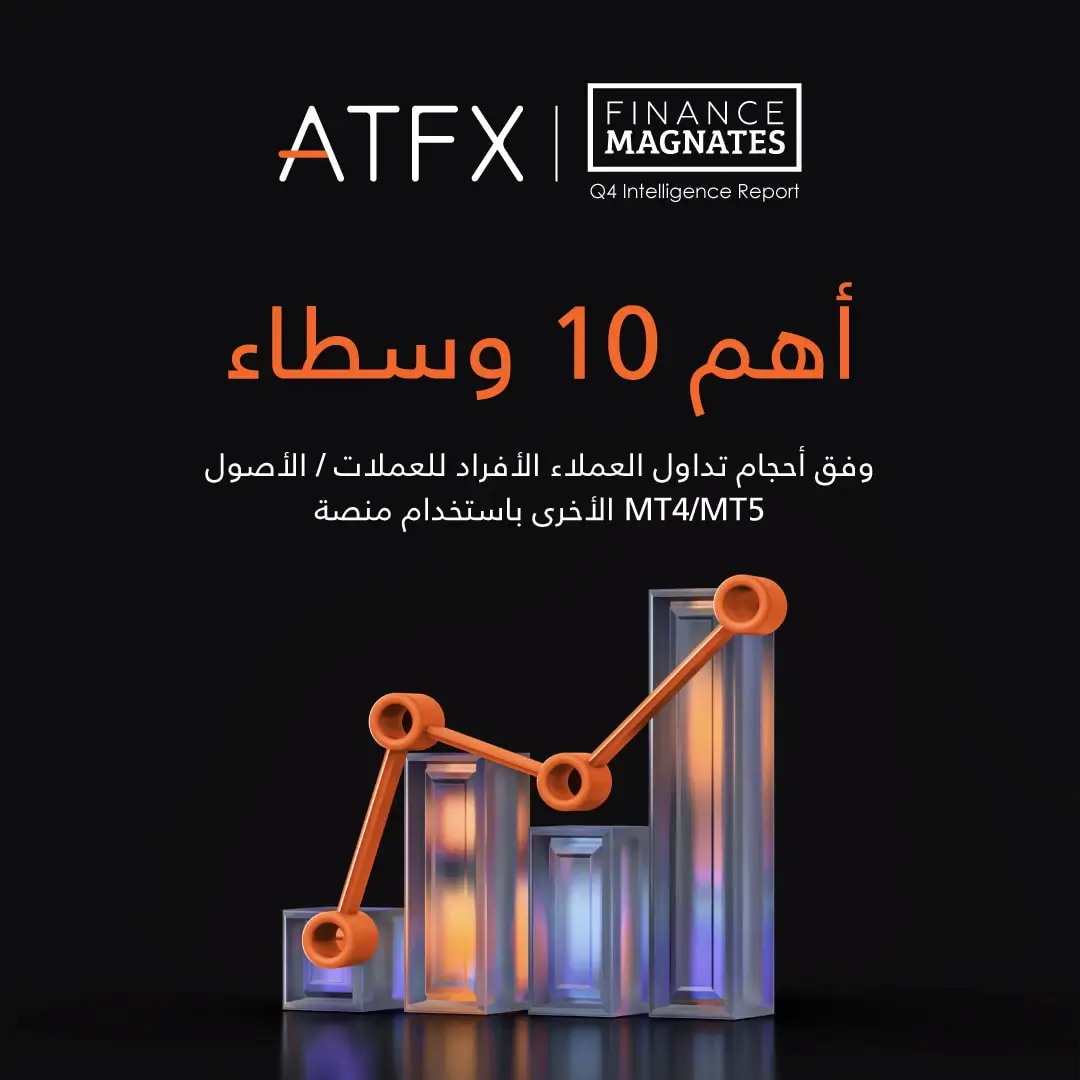 ATFX
FINANCE
MAGNATES
Q4 Intelligence Report
أهم 10 وسطاء
وفق أحجام تداول العملاء الأفراد للعملات / الأصول
الأخرى باستخدام منصة MT4/MT5